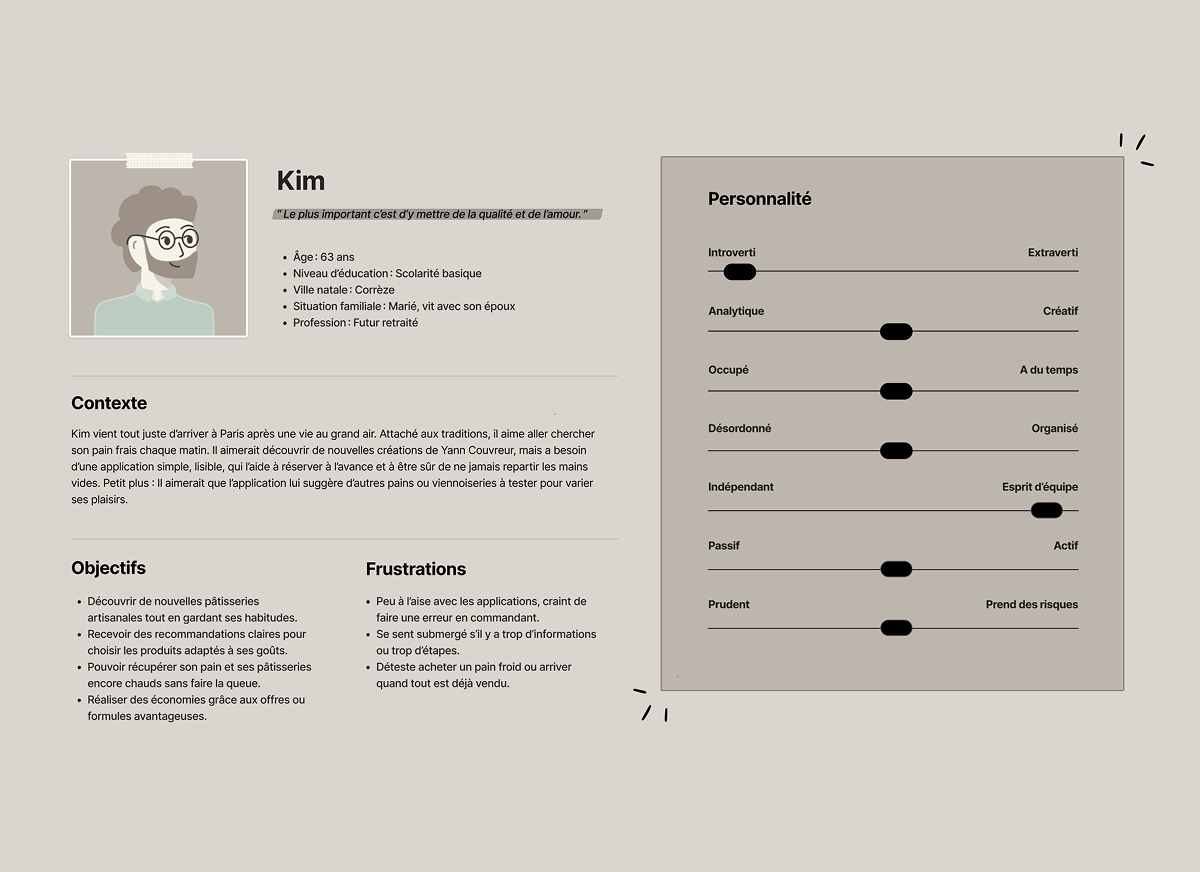 Kim
“ Le plus important c’est d’y mettre de la qualité et de l’amour. ”
• Âge : 63 ans
• Niveau d’éducation : Scolarité basique
• Ville natale : Corrèze
• Situation familiale : Marié, vit avec son époux
• Profession : Futur retraité
Contexte
Kim vient tout juste d’arriver à Paris après une vie au grand air. Attaché aux traditions, il aime aller chercher
son pain frais chaque matin. Il aimerait découvrir de nouvelles créations de Yann Couvreur, mais a besoin
d’une application simple, lisible, qui l’aide à réserver à l’avance et à être sûr de ne jamais repartir les mains
vides. Petit plus : Il aimerait que l’application lui suggère d’autres pains ou viennoiseries à tester pour varier
ses plaisirs.
Objectifs
• Découvrir de nouvelles pâtisseries
artisanales tout en gardant ses habitudes.
• Recevoir des recommandations claires pour
choisir les produits adaptés à ses goûts.
• Pouvoir récupérer son pain et ses pâtisseries
encore chauds sans faire la queue.
• Réaliser des économies grâce aux offres ou
formules avantageuses.
Frustrations
• Peu à l’aise avec les applications, craint de
faire une erreur en commandant.
• Se sent submergé s’il y a trop d’informations
ou trop d’étapes.
• Déteste acheter un pain froid ou arriver
quand tout est déjà vendu.
Personnalité
Introverti Extraverti
Analytique Créatif
Occupé A du temps
Désordonné Organisé
Indépendant Esprit d’équipe
Passif Actif
Prudent Prend des risques